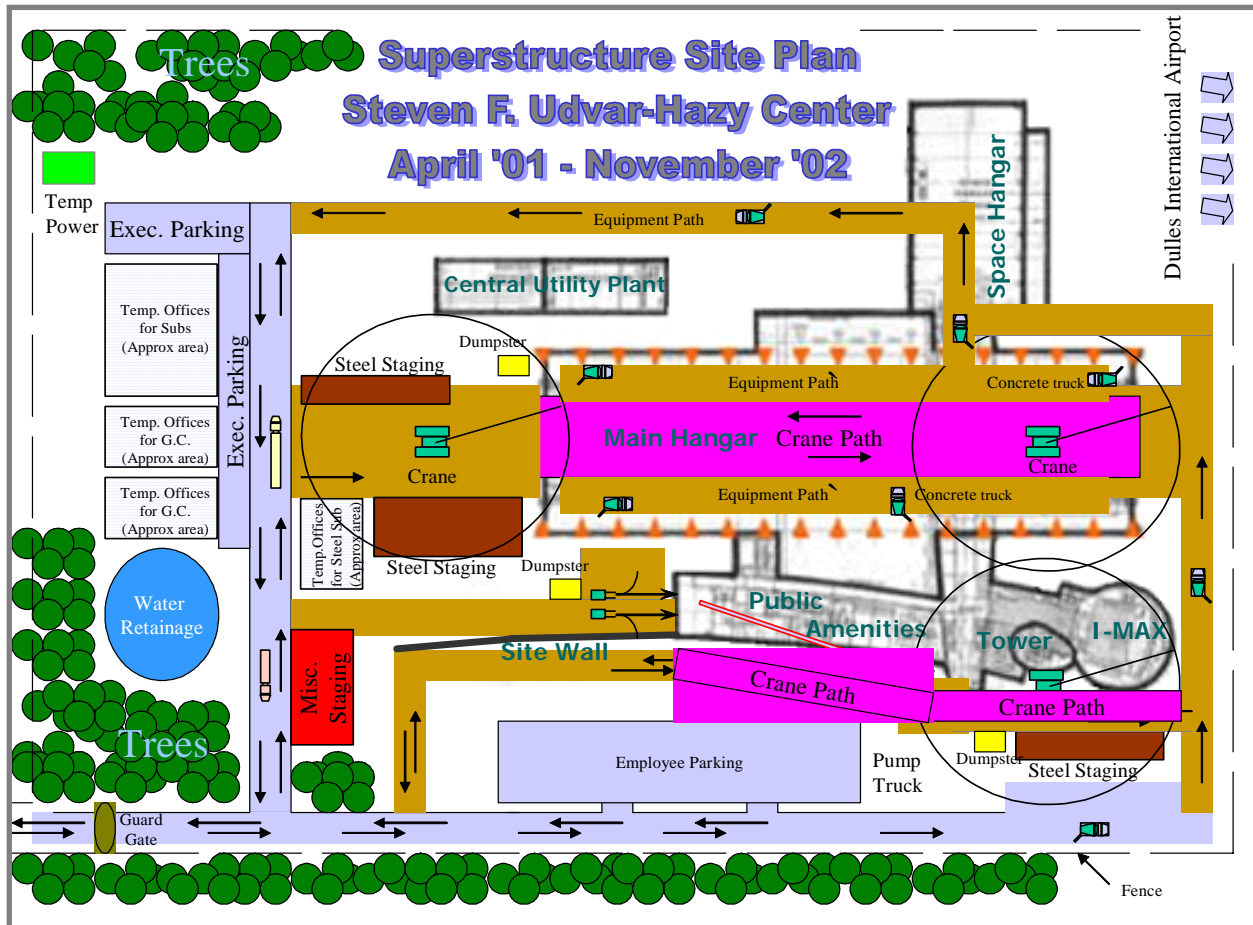 Superstructure Site Plan
Steven F. Udvar-Hazy Center
April '01 - November '02
Trees
Dulles International Airport
Space Hangar
Temp
Power
Exec. Parking
Equipment Path
Central Utility Plant
Temp. Offices
for Subs
(Approx area)
Exec. Parking
Dumpster
Steel Staging
Equipment Path`
Concrete truck
Temp. Offices
for G.C.
(Approx area)
Main Hangar
Crane Path
Crane
Crane
Temp. Offices
for G.C.
(Approx area)
Equipment Path`
Concrete truck
Temp.Offices
for Steel Sub
(Approx area)
Steel Staging
Dumpster
Water
Retainage
Public
Amenities
Tower
I-MAX
Site Wall
Misc.
Staging
Crane Path
Crane Path
Trees
Employee Parking
Pump
Truck
Dumpster
Steel Staging
Guard
Gate
Fence